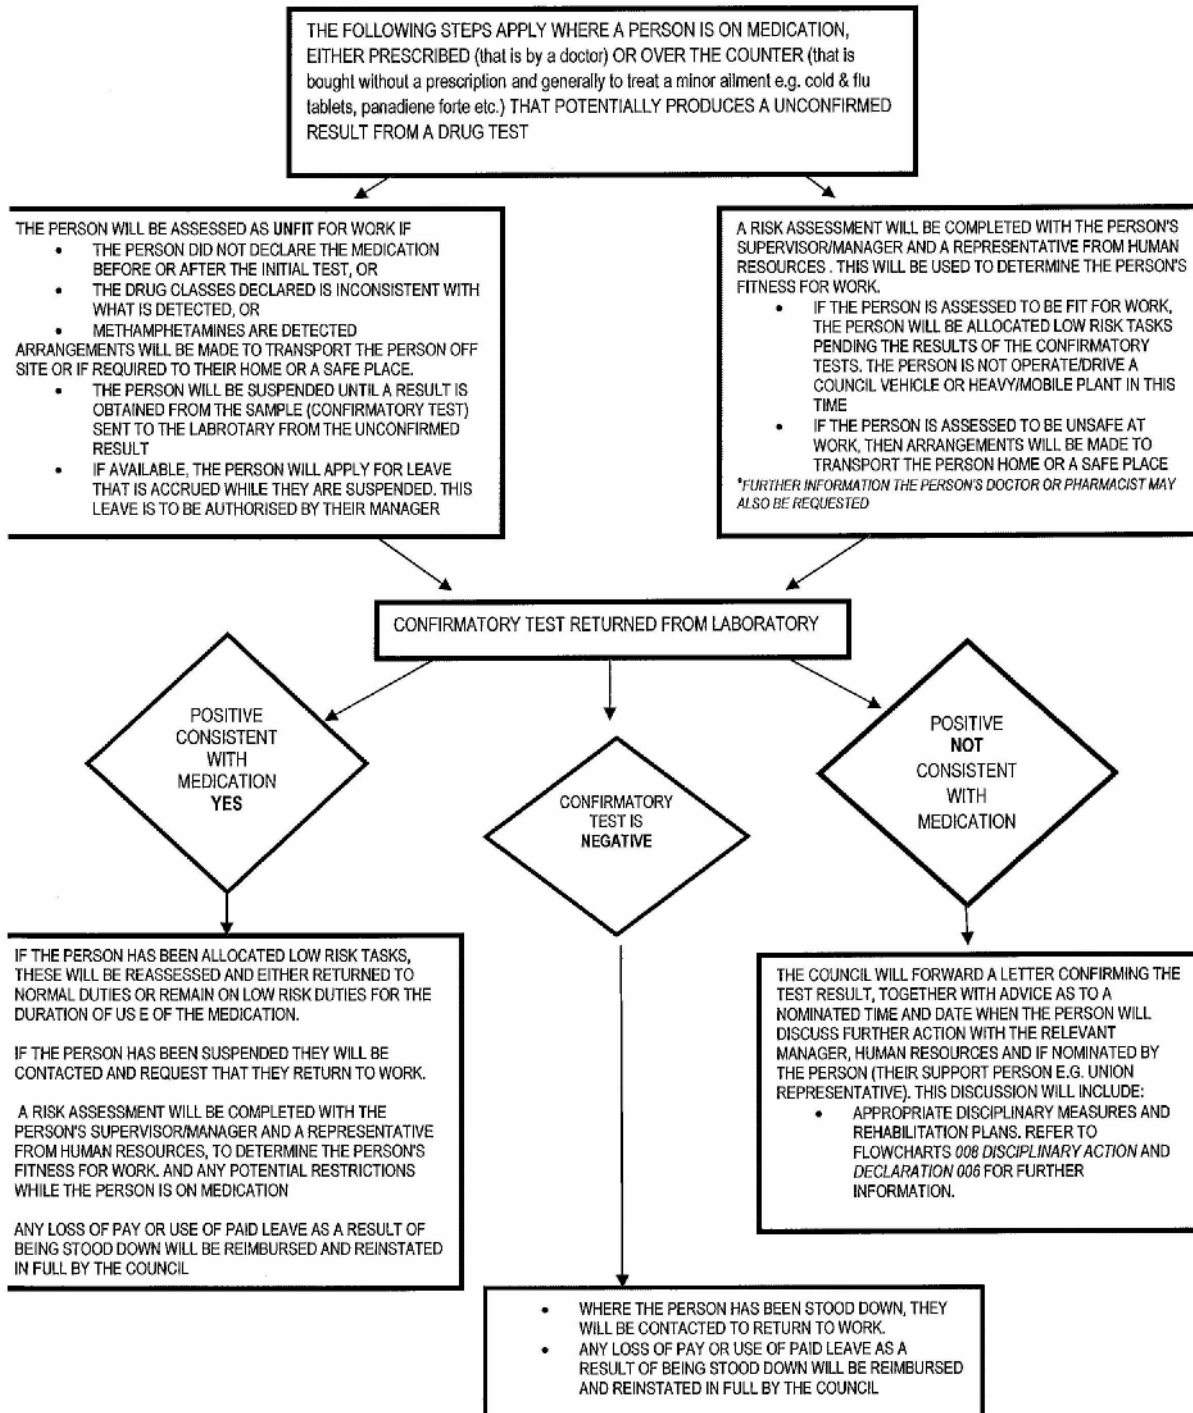 THE FOLLOWING STEPS APPLY WHERE A PERSON IS ON MEDICATION,
EITHER PRESCRIBED (that is by a doctor) OR OVER THE COUNTER (that is
bought without a prescription and generally to treat a minor ailment e.g. cold & flu
tablets, panadiene forte etc.) THAT POTENTIALLY PRODUCES A UNCONFIRMED
RESULT FROM A DRUG TEST
THE PERSON WILL BE ASSESSED AS UNFIT FOR WORK IF
• THE PERSON DID NOT DECLARE THE MEDICATION
BEFORE OR AFTER THE INITIAL TEST, OR
• THE DRUG CLASSES DECLARED IS INCONSISTENT WITH
WHAT IS DETECTED, OR
• METHAMPHETAMINES ARE DETECTED
ARRANGEMENTS WILL BE MADE TO TRANSPORT THE PERSON OFF
SITE OR IF REQUIRED TO THEIR HOME OR A SAFE PLACE.
• THE PERSON WILL BE SUSPENDED UNTIL A RESULT IS
OBTAINED FROM THE SAMPLE (CONFIRMATORY TEST)
SENT TO THE LABROTARY FROM THE UNCONFIRMED
RESULT
• IF AVAILABLE, THE PERSON WILL APPLY FOR LEAVE
THAT IS ACCRUED WHILE THEY ARE SUSPENDED. THIS
LEAVE IS TO BE AUTHORISED BY THEIR MANAGER
A RISK ASSESSMENT WILL BE COMPLETED WITH THE PERSON'S
SUPERVISOR/MANAGER AND A REPRESENTATIVE FROM HUMAN
RESOURCES . THIS WILL BE USED TO DETERMINE THE PERSON'S
FITNESS FOR WORK.
• IF THE PERSON IS ASSESSED TO BE FIT FOR WORK,
THE PERSON WILL BE ALLOCATED LOW RISK TASKS
PENDING THE RESULTS OF THE CONFIRMATORY
TESTS. THE PERSON IS NOT OPERATE/DRIVE A
COUNCIL VEHICLE OR HEAVY/MOBILE PLANT IN THIS
TIME
• IF THE PERSON IS ASSESSED TO BE UNSAFE AT
WORK, THEN ARRANGEMENTS WILL BE MADE TO
TRANSPORT THE PERSON HOME OR A SAFE PLACE
*FURTHER INFORMATION THE PERSON'S DOCTOR OR PHARMACIST MAY
ALSO BE REQUESTED
CONFIRMATORY TEST RETURNED FROM LABORATORY
POSITIVE
CONSISTENT
WITH
MEDICATION
YES
CONFIRMATORY
TEST IS
NEGATIVE
POSITIVE
NOT
CONSISTENT
WITH
MEDICATION
IF THE PERSON HAS BEEN ALLOCATED LOW RISK TASKS,
THESE WILL BE REASSESSED AND EITHER RETURNED TO
NORMAL DUTIES OR REMAIN ON LOW RISK DUTIES FOR THE
DURATION OF US E OF THE MEDICATION.
IF THE PERSON HAS BEEN SUSPENDED THEY WILL BE
CONTACTED AND REQUEST THAT THEY RETURN TO WORK.
A RISK ASSESSMENT WILL BE COMPLETED WITH THE
PERSON'S SUPERVISOR/MANAGER AND A REPRESENTATIVE
FROM HUMAN RESOURCES, TO DETERMINE THE PERSON'S
FITNESS FOR WORK. AND ANY POTENTIAL RESTRICTIONS
WHILE THE PERSON IS ON MEDICATION
ANY LOSS OF PAY OR USE OF PAID LEAVE AS A RESULT OF
BEING STOOD DOWN WILL BE REIMBURSED AND REINSTATED
IN FULL BY THE COUNCIL
THE COUNCIL WILL FORWARD A LETTER CONFIRMING THE
TEST RESULT, TOGETHER WITH ADVICE AS TO A
NOMINATED TIME AND DATE WHEN THE PERSON WILL
DISCUSS FURTHER ACTION WITH THE RELEVANT
MANAGER, HUMAN RESOURCES AND IF NOMINATED BY
THE PERSON (THEIR SUPPORT PERSON E.G. UNION
REPRESENTATIVE). THIS DISCUSSION WILL INCLUDE:
• APPROPRIATE DISCIPLINARY MEASURES AND
REHABILITATION PLANS. REFER TO
FLOWCHARTS 008 DISCIPLINARY ACTION AND
DECLARATION 006 FOR FURTHER
INFORMATION.
• WHERE THE PERSON HAS BEEN STOOD DOWN, THEY
WILL BE CONTACTED TO RETURN TO WORK.
• ANY LOSS OF PAY OR USE OF PAID LEAVE AS A
RESULT OF BEING STOOD DOWN WILL BE REIMBURSED
AND REINSTATED IN FULL BY THE COUNCIL